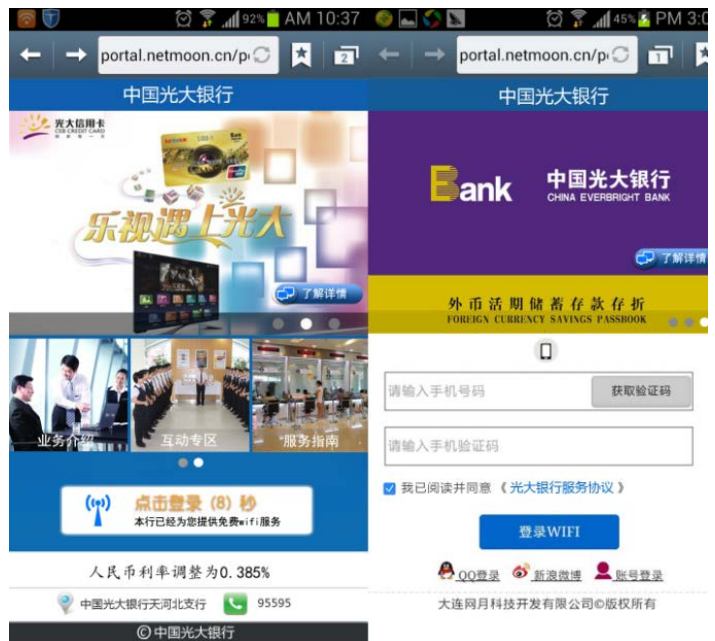 92%
AM 10:37
portal.netmoon.cn/p
2
中国光大银行
光大信用卡
CEB CREDIT CARD
乐视遇上光大
了解详情
业务介绍
互动专区
服务指南
点击登录（8）秒
本行已经为您提供免费wifi服务
人民币利率调整为0.385%
中国光大银行天河北支行
95595
©中国光大银行
45%
PM 3:0
portal.netmoon.cn/p
1
中国光大银行
Bank
中国光大银行
CHINA EVERBRIGHT BANK
了解详情
外币活期储蓄存款存折
FOREIGN CURRENCY SAVINGS PASSBOOK
请输入手机号码
获取验证码
请输入手机验证码
我已阅读并同意《光大银行服务协议》
登录WIFI
QQ登录
新浪微博
账号登录
大连网月科技开发有限公司©版权所有